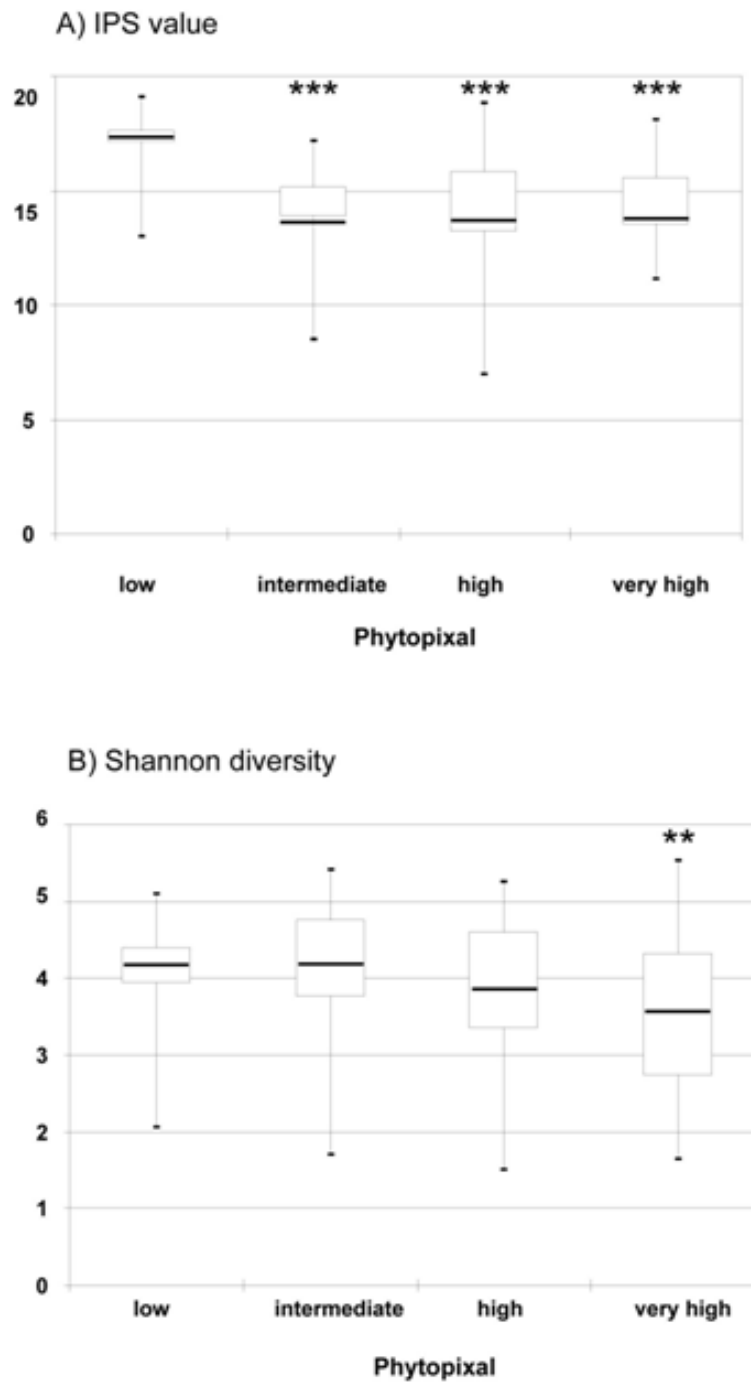 A) IPS value
20
15
10
5
0
*** *** ***
low intermediate high very high
Phytopixal
B) Shannon diversity
6
5
4
3
2
1
0
**
low intermediate high very high
Phytopixal